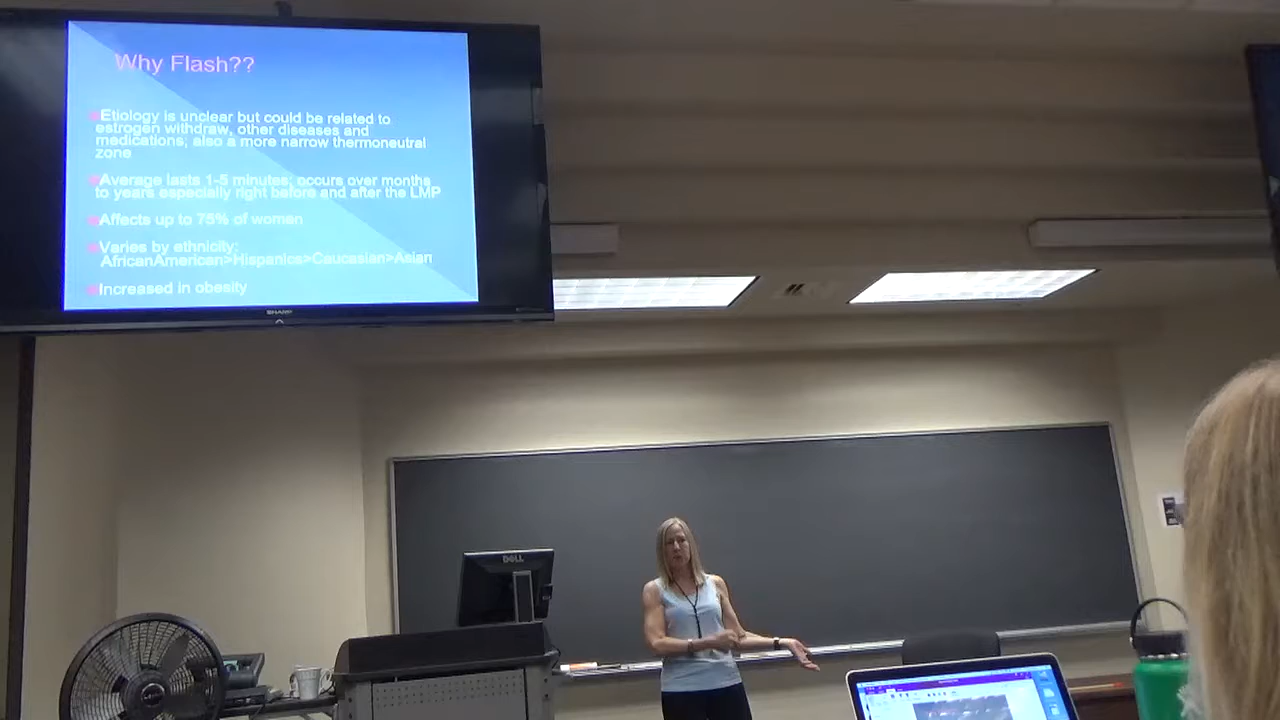 Why Flash??
Etiology is unclear but could be related to
estrogen withdraw, other diseases and
medications; also a more narrow thermoneutral
zone
Average lasts 1-5 minutes; occurs over months
to years especially right before and after the LMP
Affects up to 75% of women
Varies by ethnicity:
AfricanAmerican>Hispanics>Caucasian>Asian
Increased in obesity
SHARP
DELL